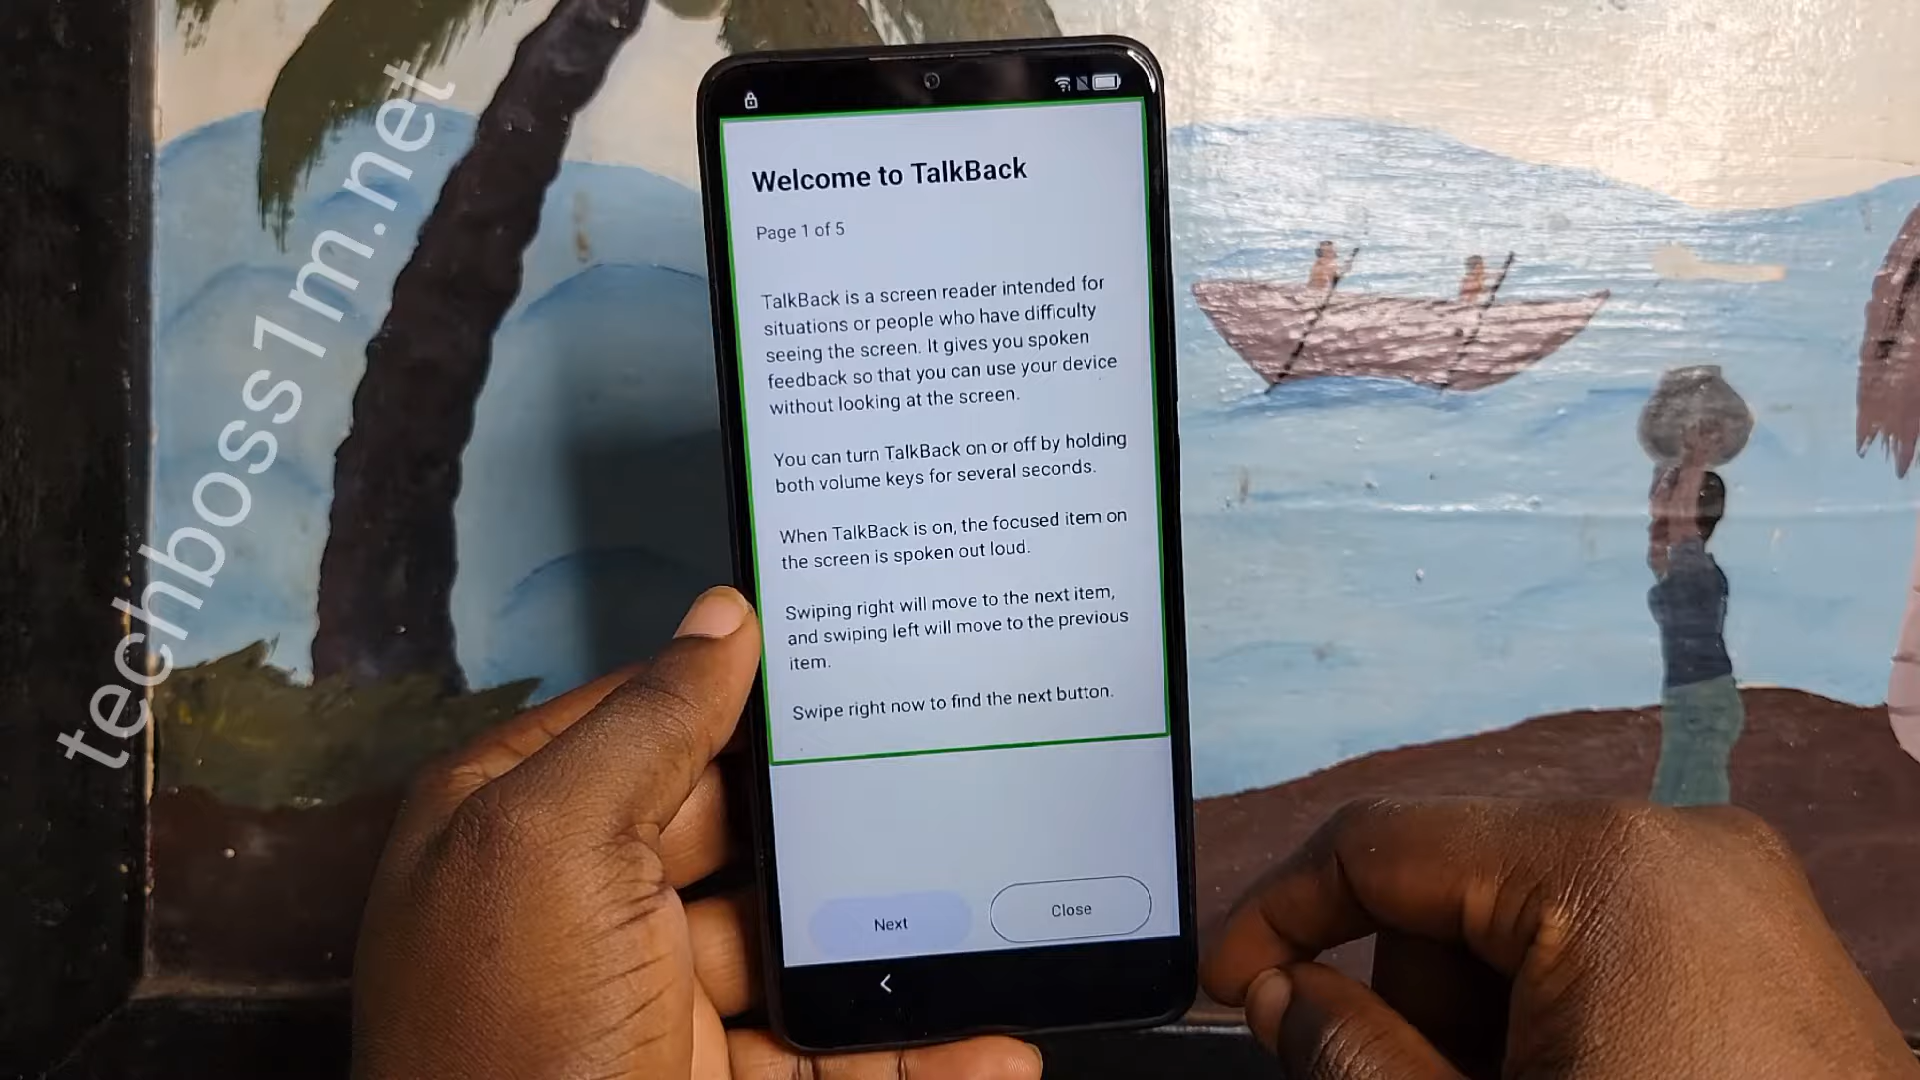 techboss1m.net
Welcome to TalkBack
Page 1 of 5
TalkBack is a screen reader intended for
situations or people who have difficulty
seeing the screen. It gives you spoken
feedback so that you can use your device
without looking at the screen.
You can turn TalkBack on or off by holding
both volume keys for several seconds.
When TalkBack is on, the focused item on
the screen is spoken out loud.
Swiping right will move to the next item,
and swiping left will move to the previous
item.
Swipe right now to find the next button.
Next
Close